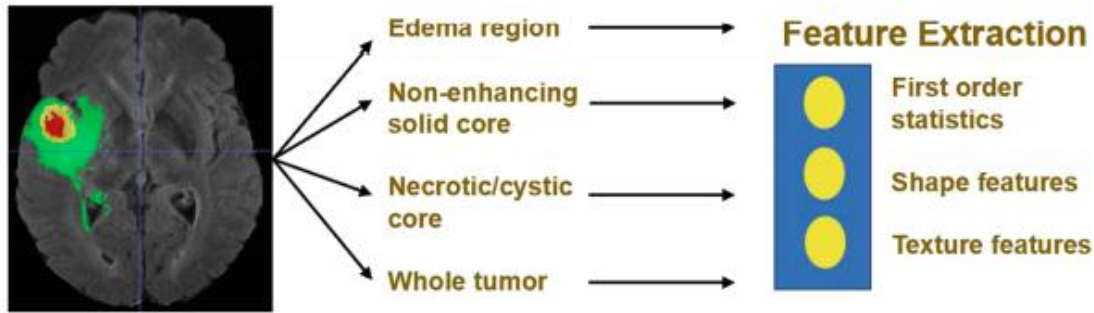 Edema region
Non-enhancing
solid core
Necrotic/cystic
core
Whole tumor
Feature Extraction
First order
statistics
Shape features
Texture features